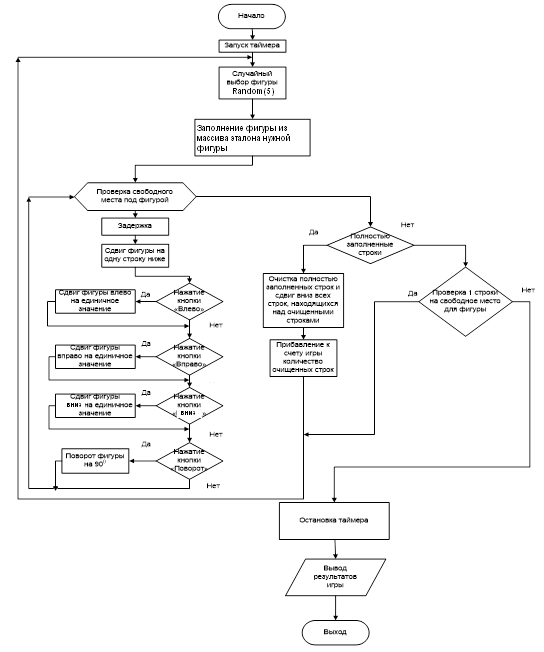 Начало
Запуск таймера
Случайный
выбор фигуры
Random(5)
Заполнение фигуры из
массива эталона нужной
фигуры
Проверка свободного
места под фигурой
Задержка
Сдвиг фигуры на
одну строку ниже
Нажатие
кнопки
«Влево»
Да
Сдвиг фигуры влево
на единичное
значение
Нет
Нажатие
кнопки
«Вправо»
Да
Сдвиг фигуры
вправо на единичное
значение
Нажатие
кнопки
вниз
Да
Сдвиг фигуры
вниз на единичное
значение
Нет
Нажатие
кнопки
«Поворот»
Да
Поворот фигуры
на 90⁰
Нет
Полностью
заполненные
строки
Да
Нет
Очистка полностью
заполненных строк и
сдвиг вниз всех
строк, находящихся
над очищенными
строками
Прибавление к
счету игры
количество
очищенных строк
Проверка 1 строки
на свободное место
для фигуры
Да
Нет
Остановка таймера
Вывод
результатов
игры
Выход